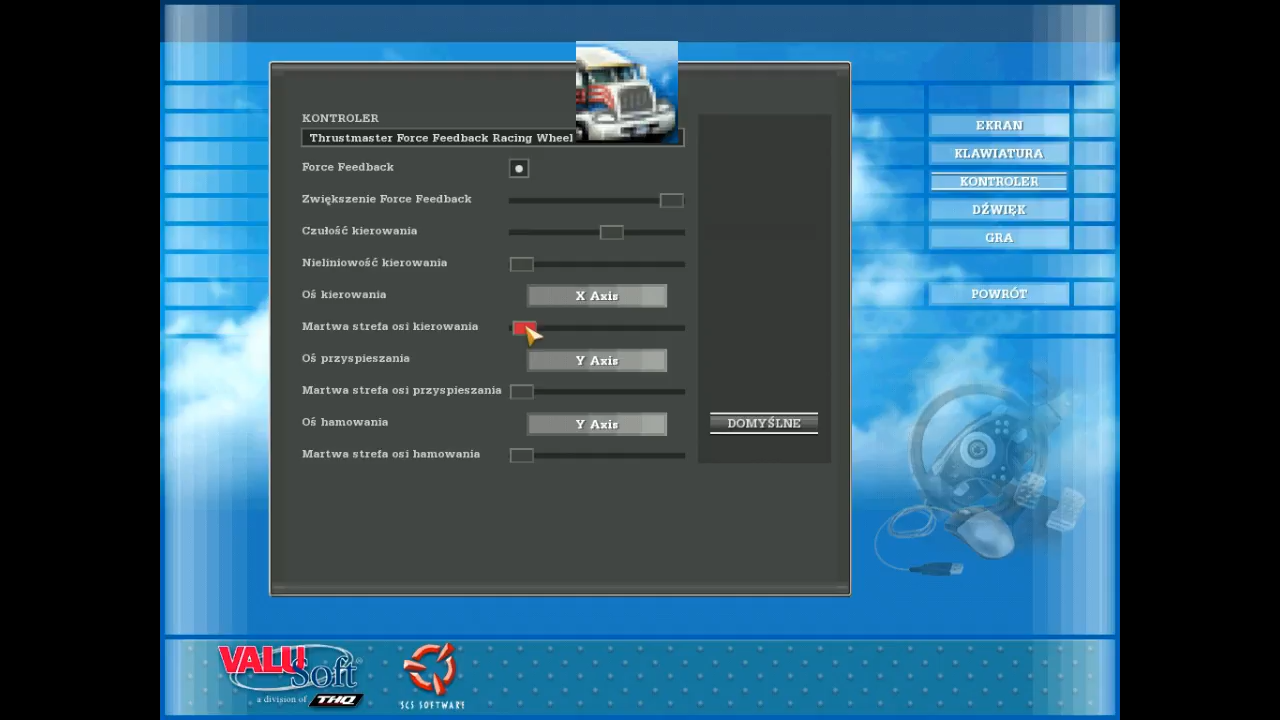 KONTROLER
Thrustmaster Force Feedback Racing Wheel
Force Feedback
Zwiększenie Force Feedback
Czułość kierowania
Nieliniowość kierowania
Oś kierowania
X Axis
Martwa strefa osi kierowania
Oś przyspieszania
Y Axis
Martwa strefa osi przyspieszania
Oś hamowania
Y Axis
Martwa strefa osi hamowania
DOMYŚLNE
EKRAN
KLAWIATURA
KONTROLER
DŹWIĘK
GRA
POWRÓT
VALUSoft®
a division of THQ
SCS SOFTWARE